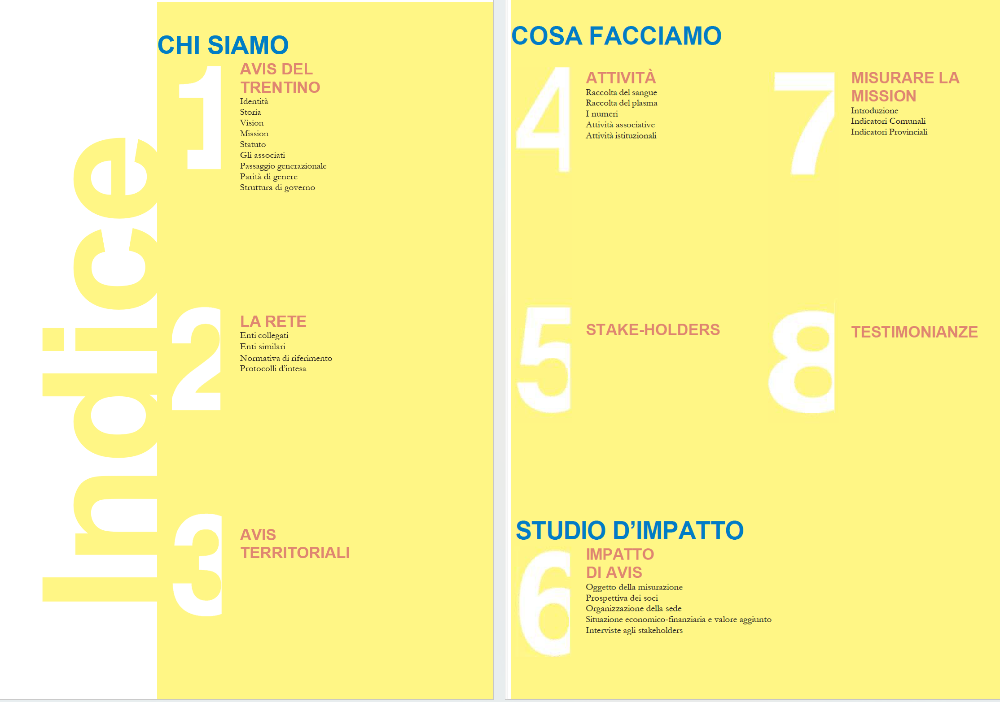 Indice
CHI SIAMO
1
AVIS DEL
TRENTINO
Identità
Storia
Vision
Mission
Statuto
Gli associati
Passaggio generazionale
Parità di genere
Struttura di governo
2
LA RETE
Enti collegati
Enti similari
Normativa di riferimento
Protocolli d’intesa
3
AVIS
TERRITORIALI
COSA FACCIAMO
4
ATTIVITÀ
Raccolta del sangue
Raccolta del plasma
I numeri
Attività associative
Attività istituzionali
5
STAKE-HOLDERS
STUDIO D’IMPATTO
6
IMPATTO
DI AVIS
Oggetto della misurazione
Prospettiva dei soci
Organizzazione della sede
Situazione economico-finanziaria e valore aggiunto
Interviste agli stakeholders
7
MISURARE LA
MISSION
Introduzione
Indicatori Comunali
Indicatori Provinciali
8
TESTIMONIANZE